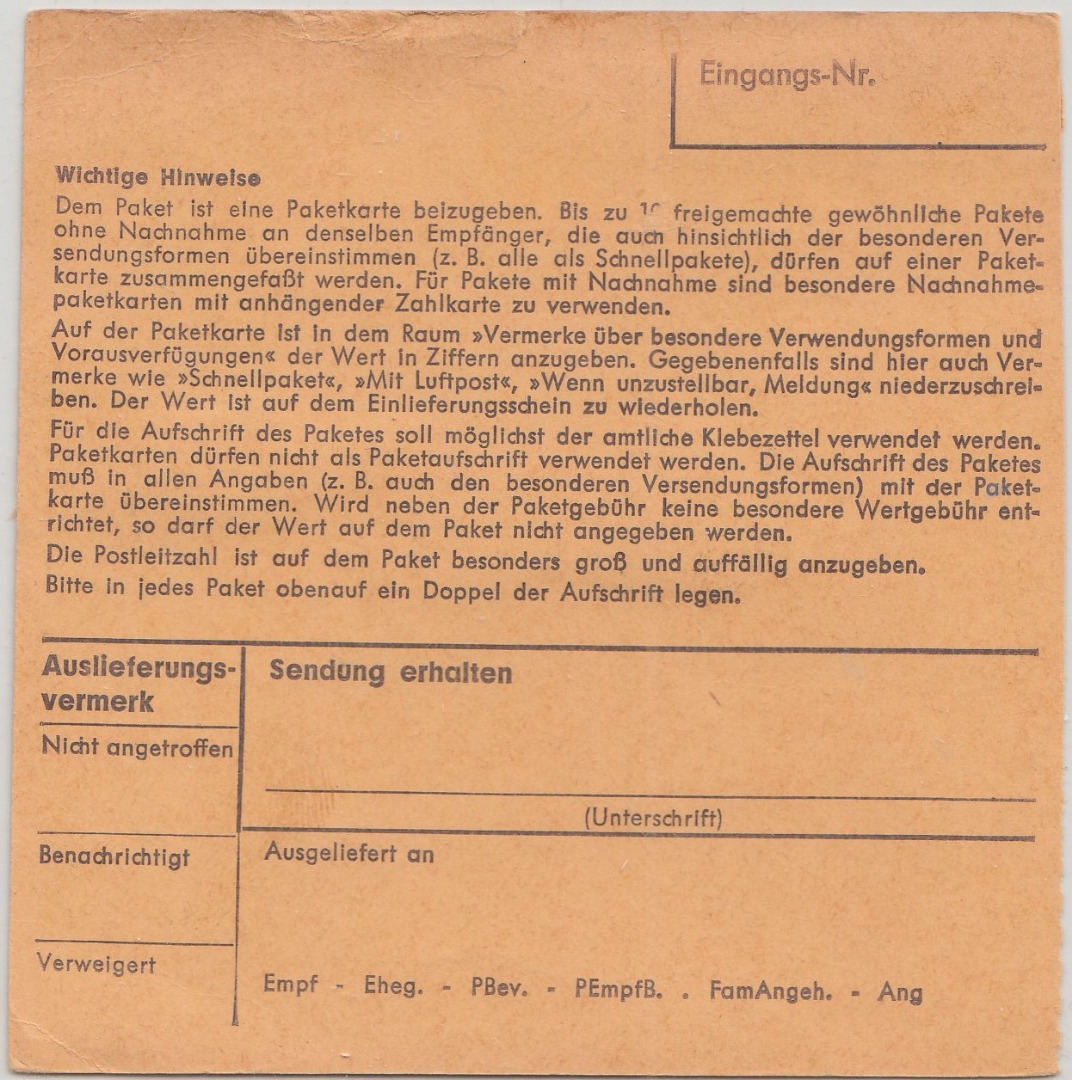 Eingangs-Nr.
Wichtige Hinweise
Dem Paket ist eine Paketkarte beizugeben. Bis zu freigemachte gewöhnliche Pakete
ohne Nachnahme an denselben Empfänger, die auch hinsichtlich der besonderen Ver-
sendungsformen übereinstimmen (z. B. alle als Schnellpakete), dürfen auf einer Paket-
karte zusammengefaßt werden. Für Pakete mit Nachnahme sind besondere Nachnahme-
paketkarten mit anhängender Zahlkarte zu verwenden.
Auf der Paketkarte ist in dem Raum »Vermerke über besondere Verwendungsformen und
Vorausverfügungen« der Wert in Ziffern anzugeben. Gegebenenfalls sind hier auch Ver-
merke wie »Schnellpaket«, »Mit Luftpost«, »Wenn unzustellbar, Meldung« niederzuschrei-
ben. Der Wert ist auf dem Einlieferungsschein zu wiederholen.
Für die Aufschrift des Paketes soll möglichst der amtliche Klebezettel verwendet werden.
Paketkarten dürfen nicht als Paketaufschrift verwendet werden. Die Aufschrift des Paketes
muß in allen Angaben (z. B. auch den besonderen Versendungsformen) mit der Paket-
karte übereinstimmen. Wird neben der Paketgebühr keine besondere Wertgebühr ent-
richtet, so darf der Wert auf dem Paket nicht angegeben werden.
Die Postleitzahl ist auf dem Paket besonders groß und auffällig anzugeben.
Bitte in jedes Paket obenauf ein Doppel der Aufschrift legen.
Auslieferungs-
vermerk
Sendung erhalten
Nicht angetroffen
(Unterschrift)
Benachrichtigt
Ausgeliefert an
Verweigert
Empf - Eheg. - PBev. - PEmpfB. . FamAngeh. - Ang